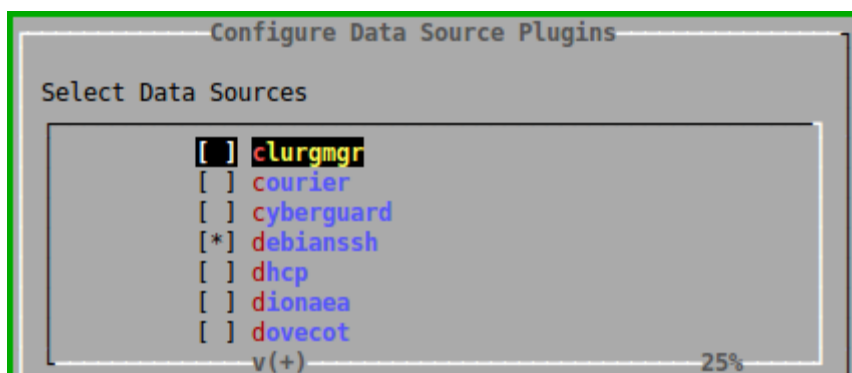 Configure Data Source Plugins
Select Data Sources
[ ] clurgmgr
[ ] courier
[ ] cyberguard
[*] debianssh
[ ] dhcp
[ ] dionaea
[ ] dovecot
v(+) 25%